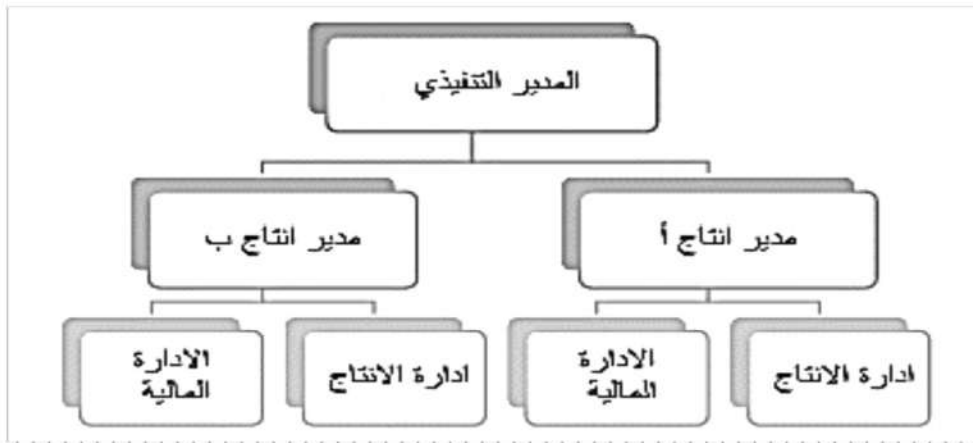 المدير التنفيذي
مدير انتاج أ
مدير انتاج ب
ادارة الانتاج
الادارة
المالية
ادارة الانتاج
الادارة
المالية